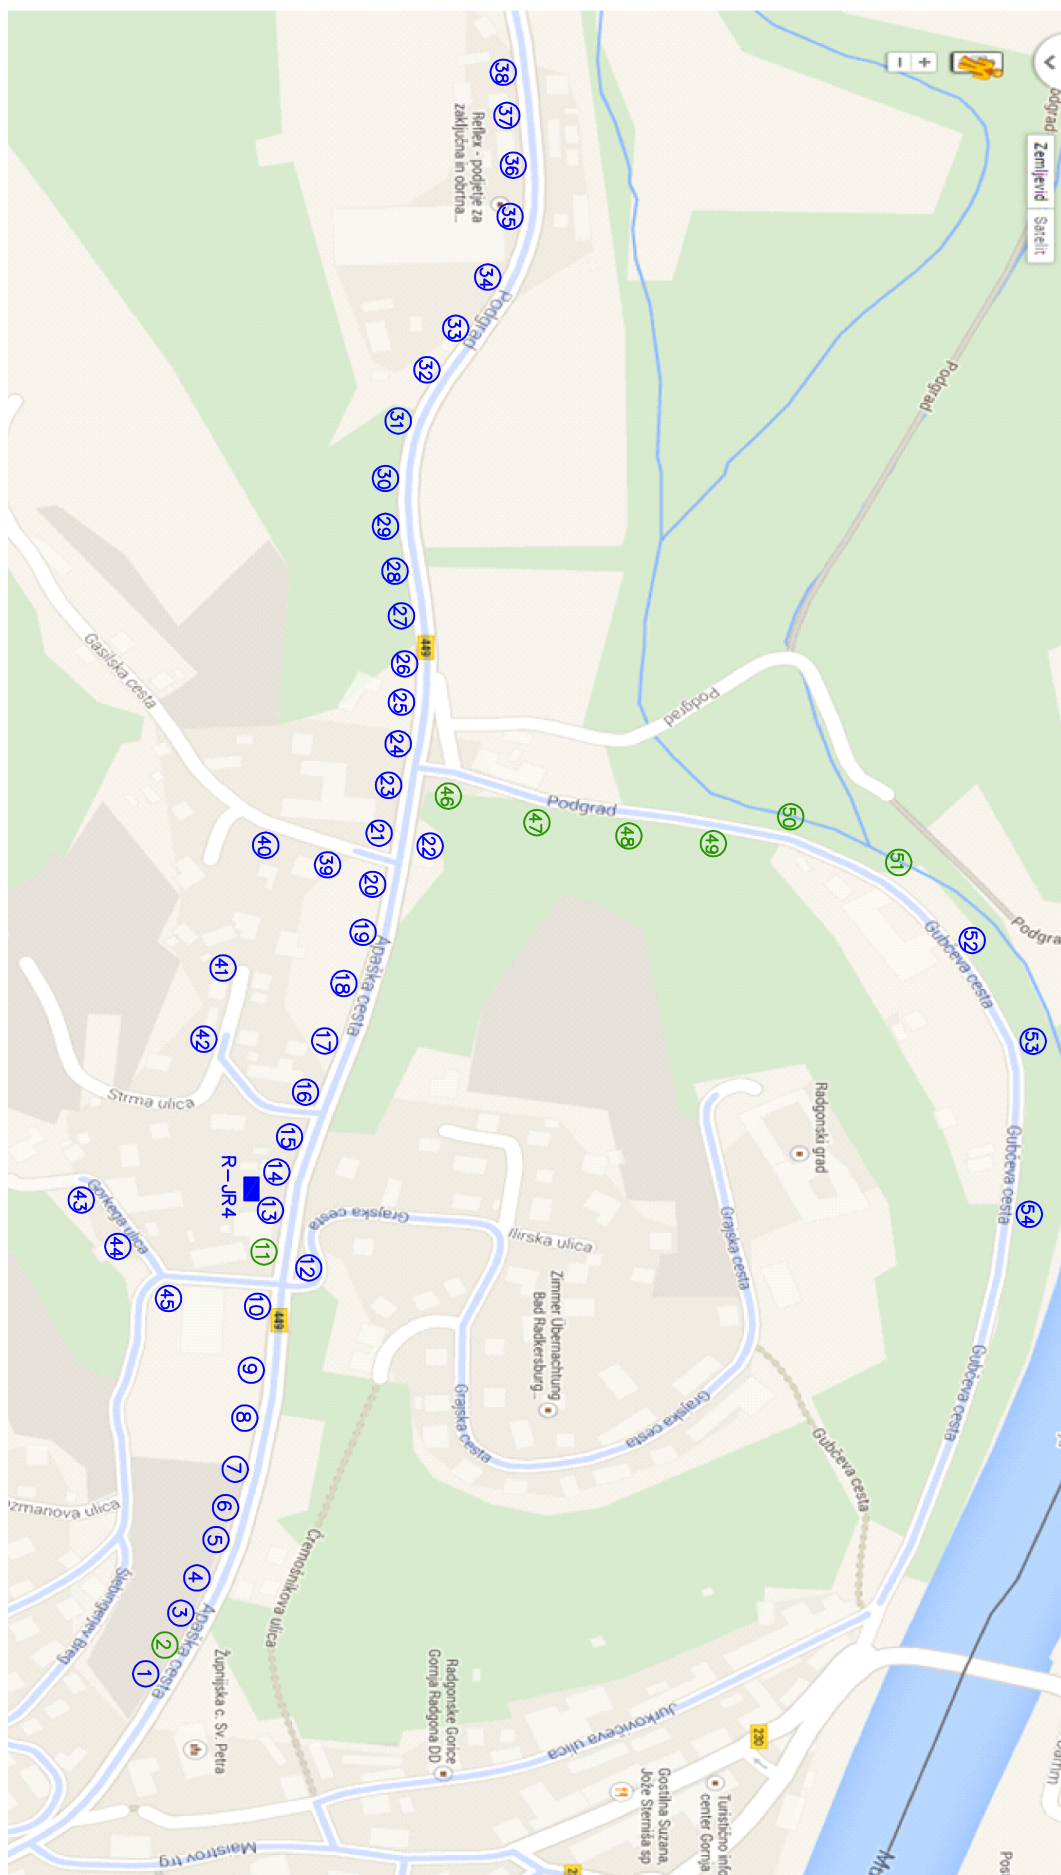 38
37
36
35
34
33
32
31
30
29
28
27
26
25
24
23
21
22
20
19
18
17
16
15
14
13
11
12
10
9
8
7
6
5
4
3
2
1
39
40
41
42
43
44
45
46
47
48
49
50
51
52
53
54
R-JR4
Reflex - podjetje za
zaključna in obrtna...
Podgrad
449
Gasilska cesta
Podgrad
Podgrad
Podgrad
Zemljevid
Satelit
+
−
Apaška cesta
Strma ulica
Gorkega ulica
Grajska cesta
Ilirska ulica
Radgonski grad
Grajska cesta
Zimmer Übernachtung
Bad Radkersburg...
Grajska cesta
Grajska cesta
Gubčeva cesta
Gubčeva cesta
Gubčeva cesta
Gubčeva cesta
449
Šlebingerjev Breg
Apaška cesta
Črešnjikova ulica
Župnijska c. Sv. Petra
Radgonske Gorice
Gornja Radgona DD
Jurkovičeva ulica
230
Gostilna Suzana,
Jože Šterniša sp
Turistično info
center Gornja
Maistrov trg